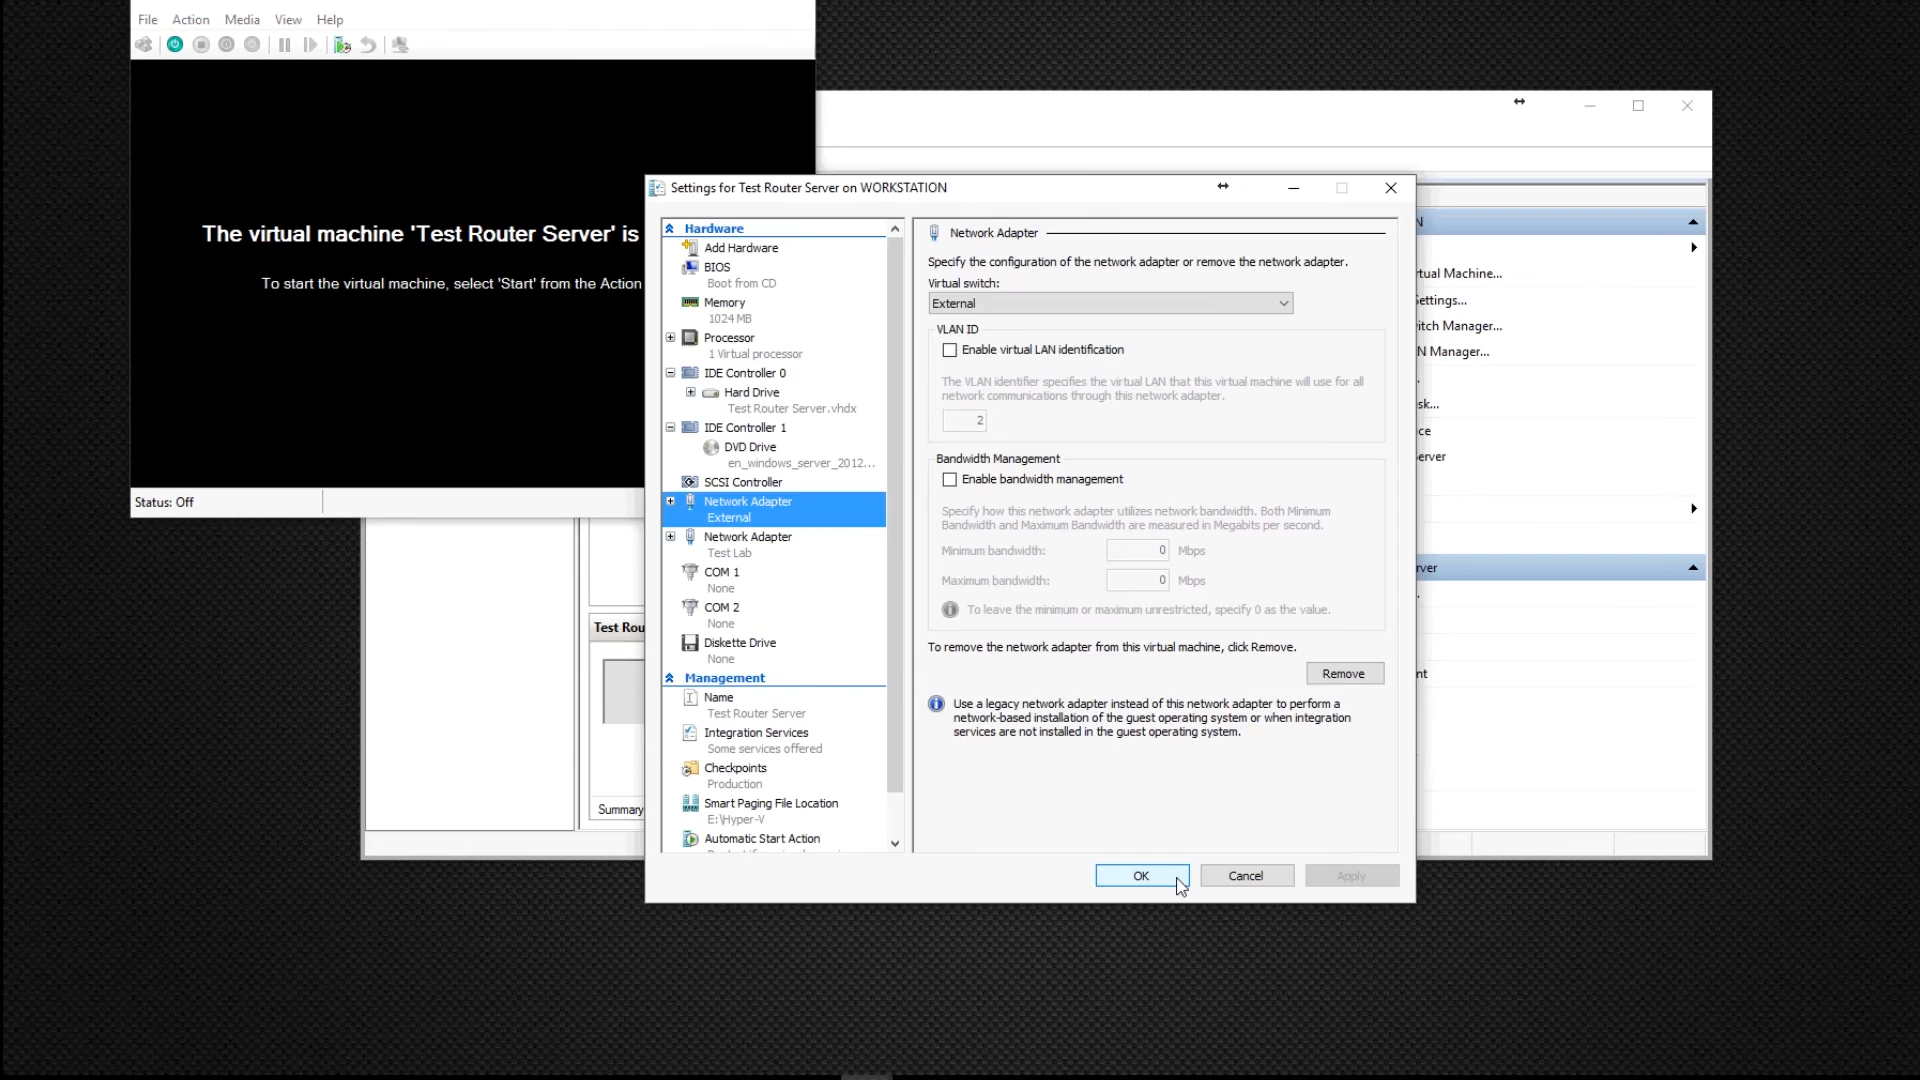 File Action Media View Help
The virtual machine 'Test Router Server' is
To start the virtual machine, select 'Start' from the Action
Status: Off
Test Rou
Summary
Settings for Test Router Server on WORKSTATION
Hardware
Add Hardware
BIOS
Boot from CD
Memory
1024 MB
Processor
1 Virtual processor
IDE Controller 0
Hard Drive
Test Router Server.vhdx
IDE Controller 1
DVD Drive
en_windows_server_2012...
SCSI Controller
Network Adapter
External
Network Adapter
Test Lab
COM 1
None
COM 2
None
Diskette Drive
None
Management
Name
Test Router Server
Integration Services
Some services offered
Checkpoints
Production
Smart Paging File Location
E:\Hyper-V
Automatic Start Action
Network Adapter
Specify the configuration of the network adapter or remove the network adapter.
Virtual switch:
External
VLAN ID
Enable virtual LAN identification
The VLAN identifier specifies the virtual LAN that this virtual machine will use for all
network communications through this network adapter.
2
Bandwidth Management
Enable bandwidth management
Specify how this network adapter utilizes network bandwidth. Both Minimum
Bandwidth and Maximum Bandwidth are measured in Megabits per second.
Minimum bandwidth: 0 Mbps
Maximum bandwidth: 0 Mbps
To leave the minimum or maximum unrestricted, specify 0 as the value.
To remove the network adapter from this virtual machine, click Remove.
Remove
Use a legacy network adapter instead of this network adapter to perform a
network-based installation of the guest operating system or when integration
services are not installed in the guest operating system.
OK Cancel Apply
N
tual Machine...
Settings...
itch Manager...
N Manager...
.
sk...
ce
erver
rver
.
nt